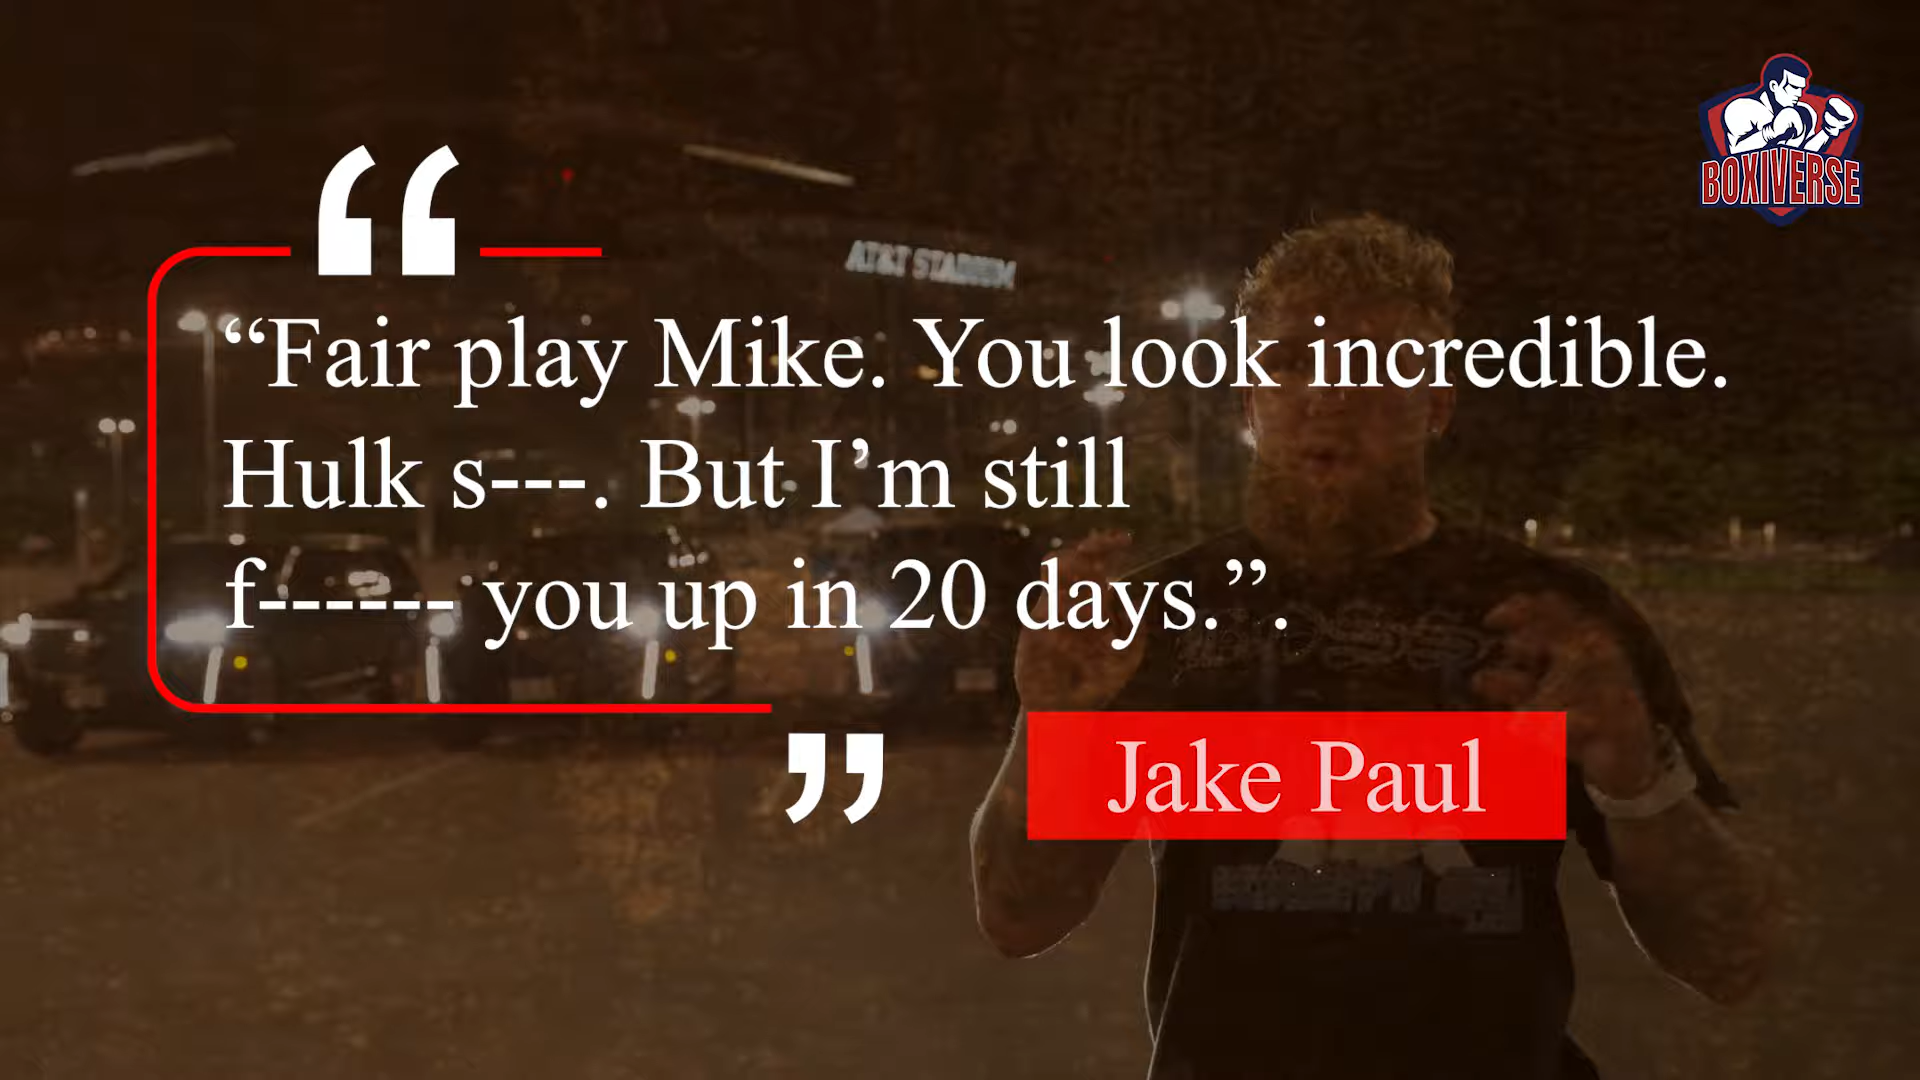 BOXIVERSE
AT&T STADIUM
“Fair play Mike. You look incredible.
Hulk s---. But I’m still
f------ you up in 20 days.”.
Jake Paul